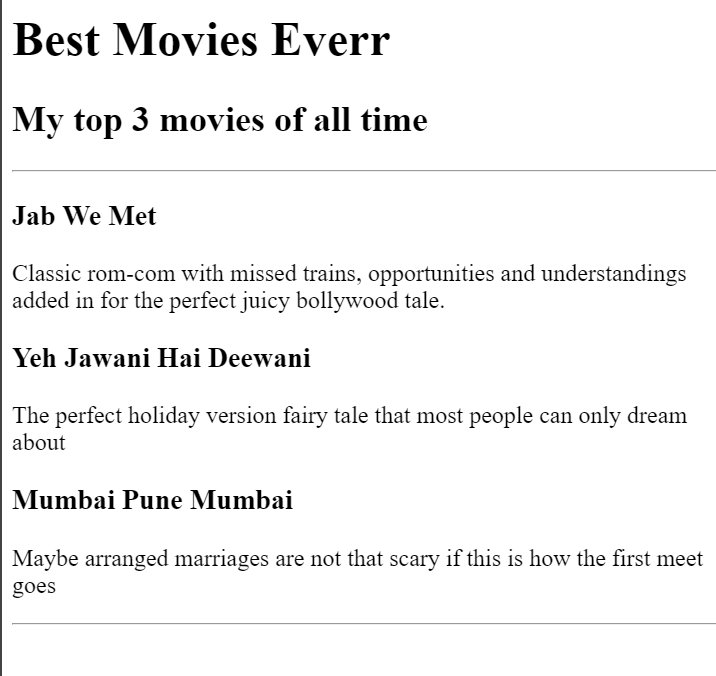 Best Movies Everr
My top 3 movies of all time
Jab We Met
Classic rom-com with missed trains, opportunities and understandings
added in for the perfect juicy bollywood tale.
Yeh Jawani Hai Deewani
The perfect holiday version fairy tale that most people can only dream
about
Mumbai Pune Mumbai
Maybe arranged marriages are not that scary if this is how the first meet
goes